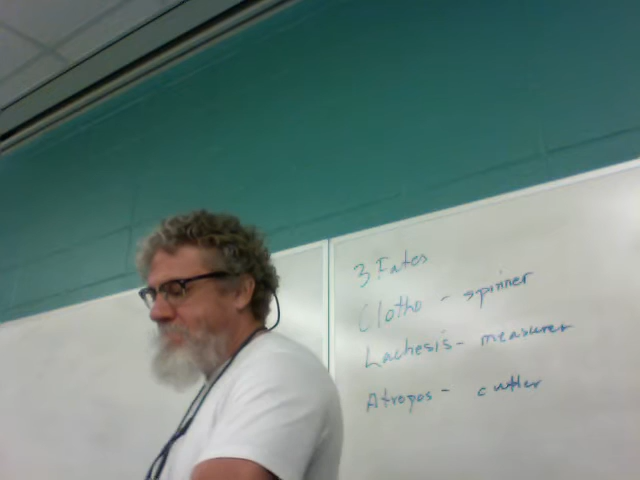 3 Fates
Clotho - spinner
Lachesis - measurer
Atropos - cutter